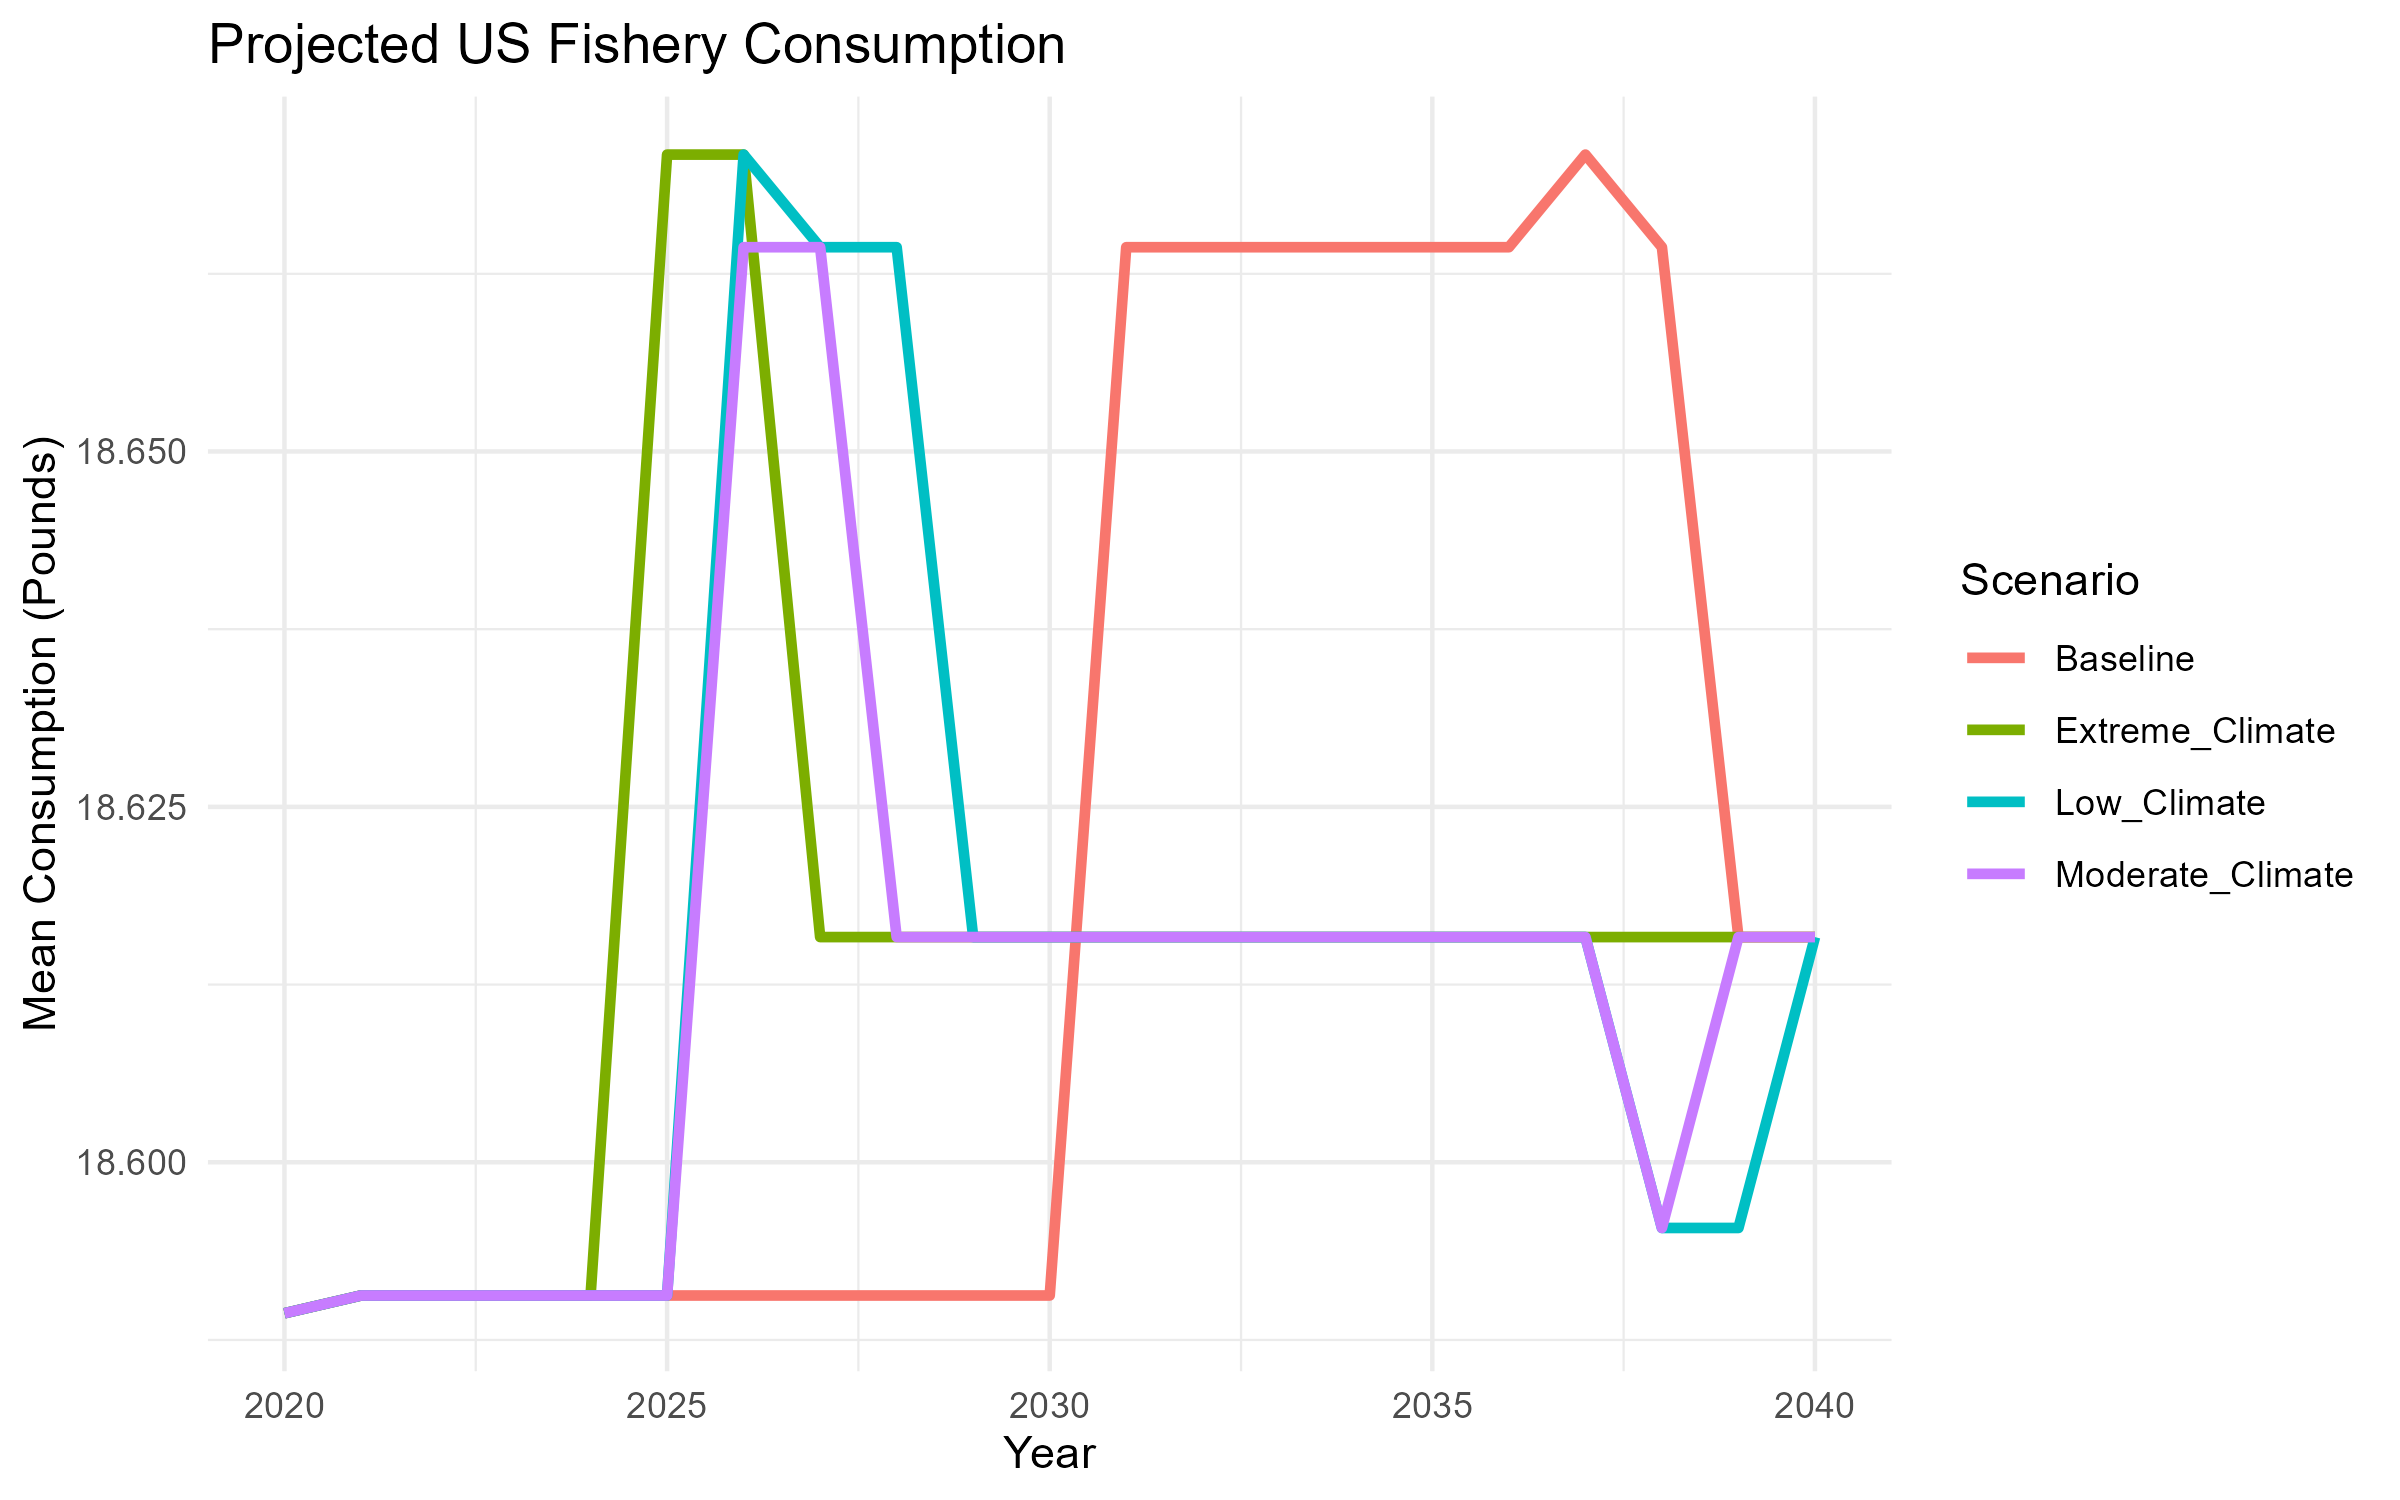 Projected US Fishery Consumption
Mean Consumption (Pounds)
18.650
18.625
18.600
2020
2025
2030
2035
2040
Year
Scenario
Baseline
Extreme_Climate
Low_Climate
Moderate_Climate